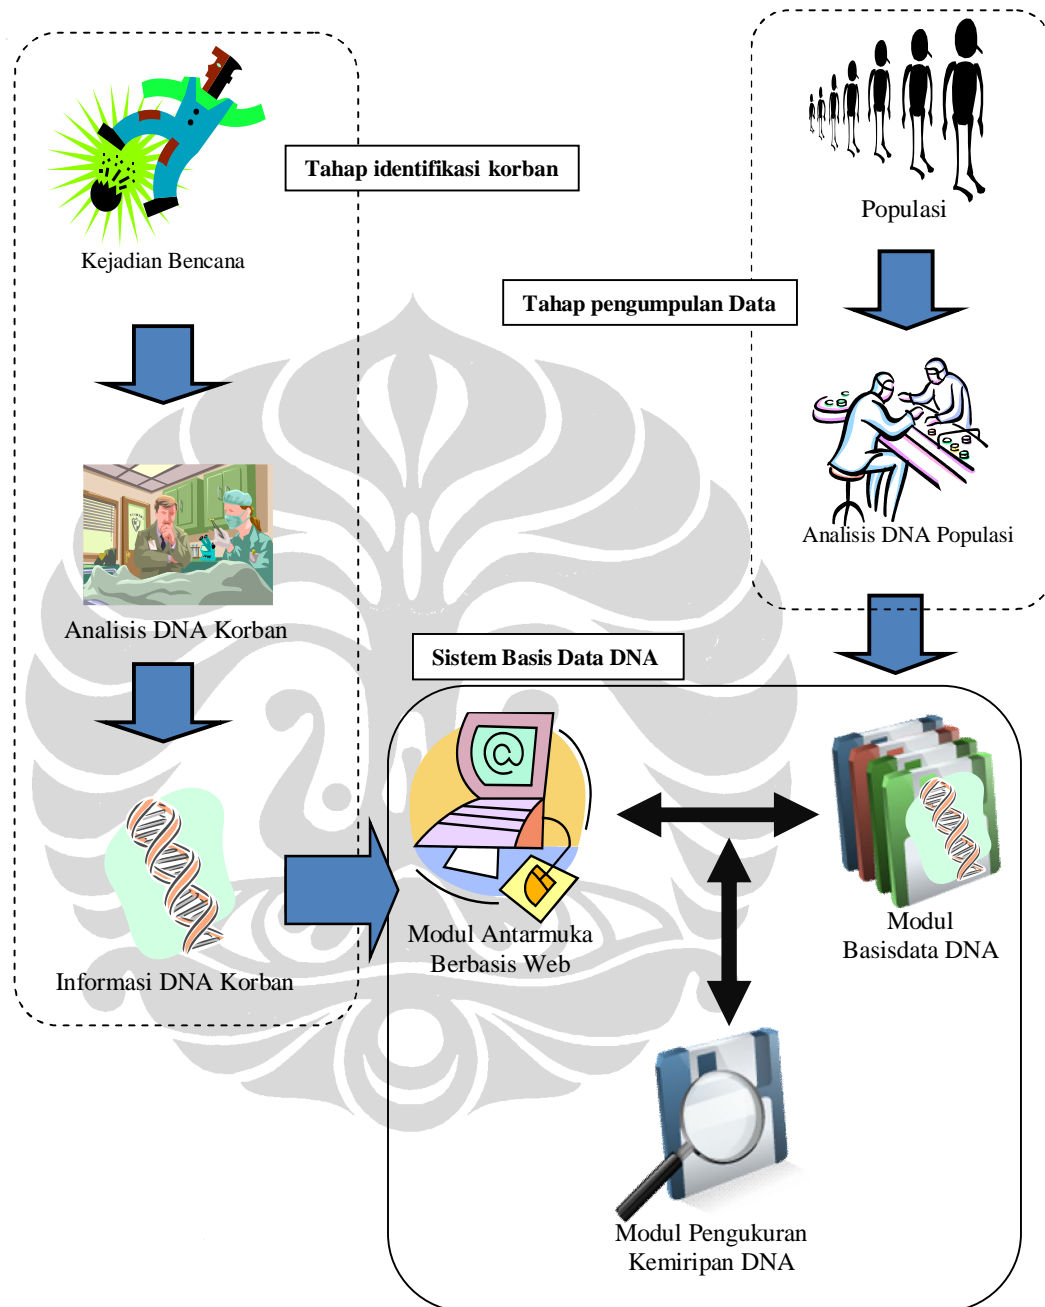 Tahap identifikasi korban
Kejadian Bencana
Analisis DNA Korban
Informasi DNA Korban
Populasi
Tahap pengumpulan Data
Analisis DNA Populasi
Sistem Basis Data DNA
@
Modul Antarmuka
Berbasis Web
Modul
Basisdata DNA
Modul Pengukuran
Kemiripan DNA